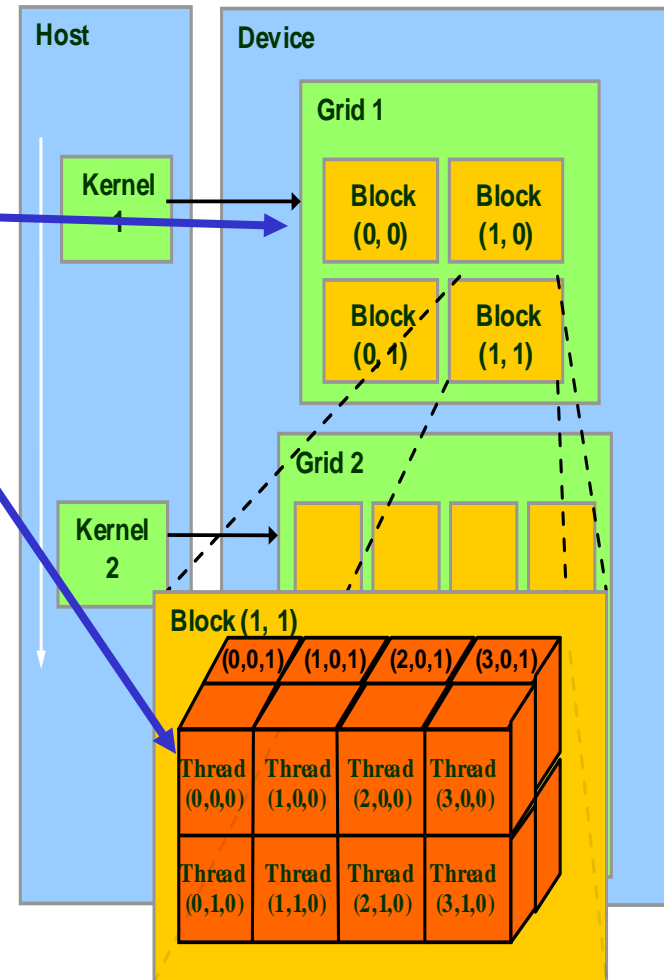 Host
Device
Grid 1
Kernel
1
Block
(0, 0)
Block
(1, 0)
Block
(0, 1)
Block
(1, 1)
Grid 2
Kernel
2
Block (1, 1)
(0,0,1) (1,0,1) (2,0,1) (3,0,1)
Thread
(0,0,0)
Thread
(1,0,0)
Thread
(2,0,0)
Thread
(3,0,0)
Thread
(0,1,0)
Thread
(1,1,0)
Thread
(2,1,0)
Thread
(3,1,0)